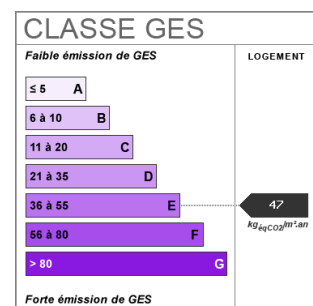 CLASSE GES
Faible émission de GES
LOGEMENT
≤ 5 A
6 à 10 B
11 à 20 C
21 à 35 D
36 à 55 E
47
kgéqCO2/m².an
56 à 80 F
> 80 G
Forte émission de GES